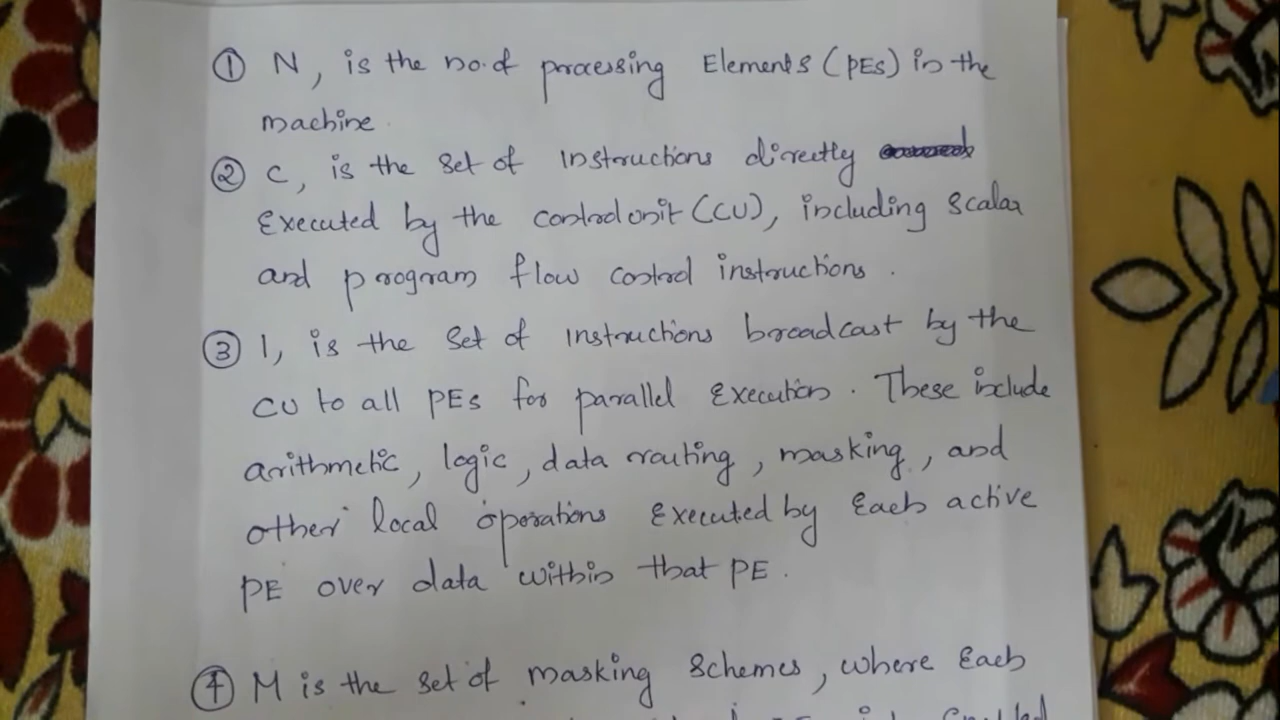 ① N, is the no. of processing Elements (PEs) in the
machine.
② C, is the set of instructions directly
Executed by the control unit (CU), including scalar
and program flow control instructions.
③ I, is the set of instructions broadcast by the
CU to all PEs for parallel Execution. These include
arithmetic, logic, data routing, masking, and
other local operations Executed by Each active
PE over data within that PE.
④ M is the set of masking schemes, where Each